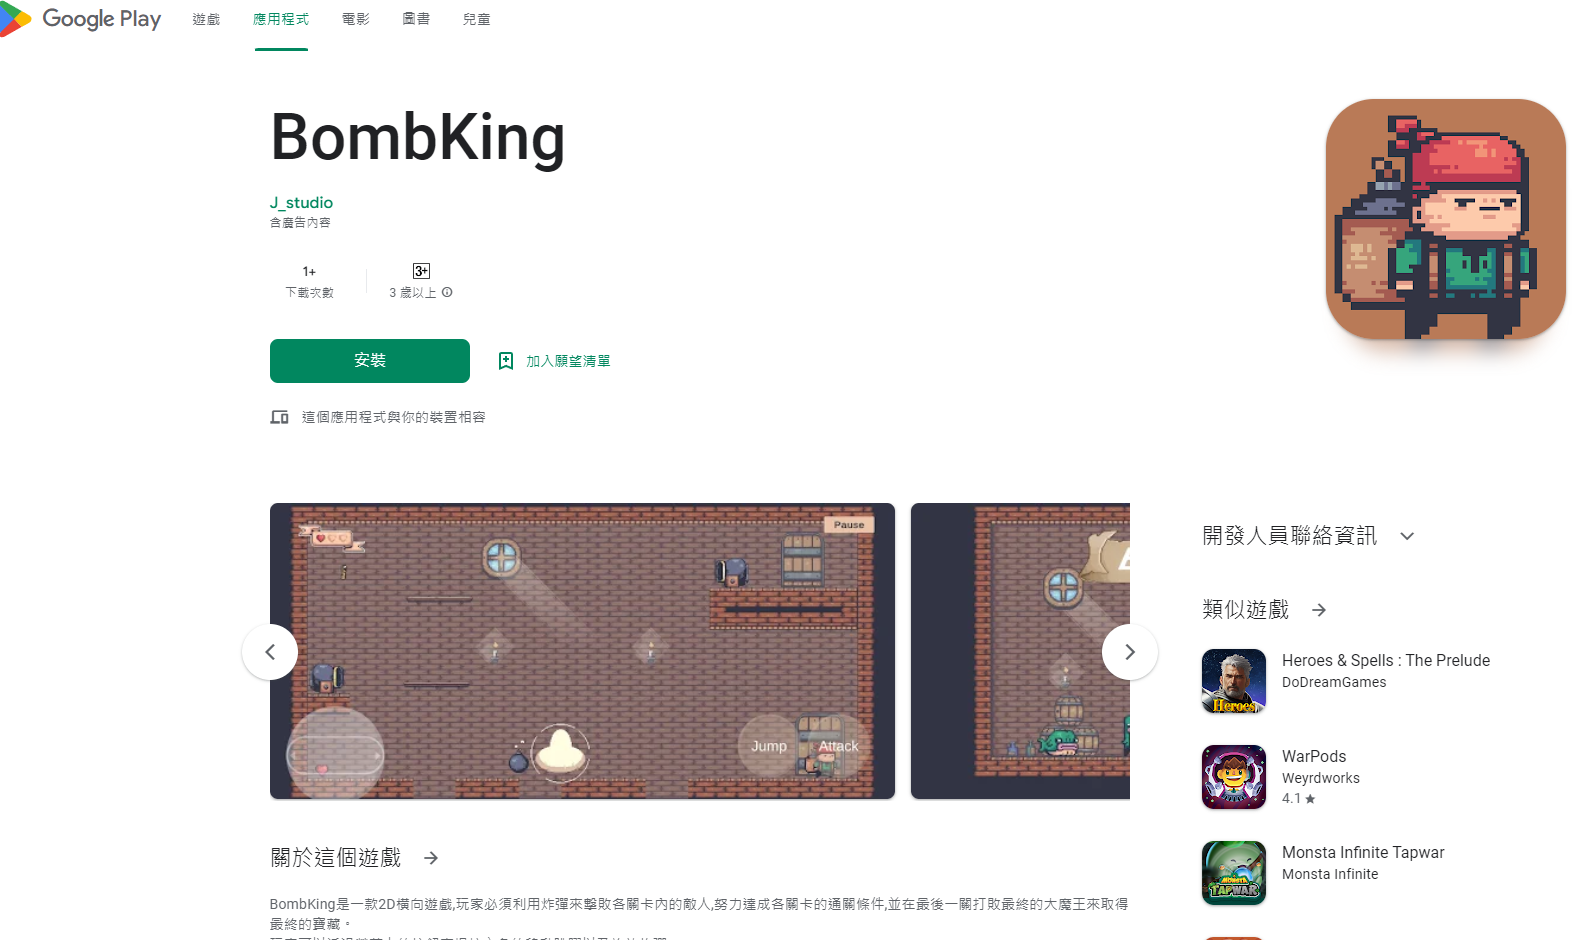 Google Play
遊戲
應用程式
電影
圖書
兒童
BombKing
J_studio
含廣告內容
1+
下載次數
3+
3 歲以上
安裝
加入願望清單
這個應用程式與你的裝置相容
Pause
Jump
Attack
開發人員聯絡資訊
類似遊戲
Heroes
Heroes & Spells : The Prelude
DoDreamGames
WarPods
Weyrdworks
4.1
MONSTA
TAPWAR
Monsta Infinite Tapwar
Monsta Infinite
關於這個遊戲
BombKing是一款2D橫向遊戲,玩家必須利用炸彈來擊敗各關卡內的敵人,努力達成各關卡的通關條件,並在最後一關打敗最終的大魔王來取得
最終的寶藏。